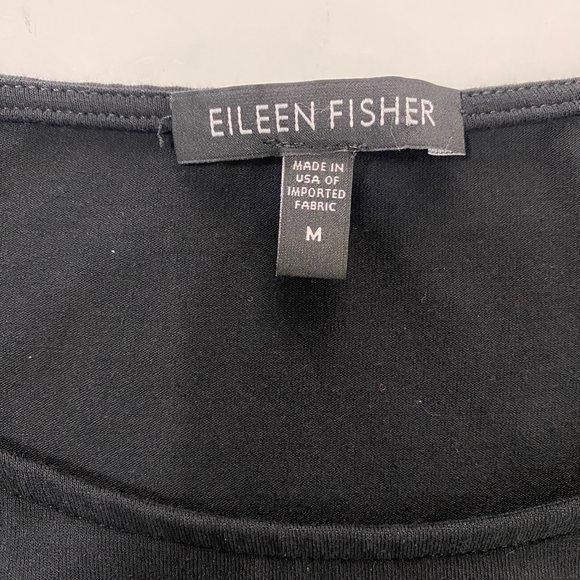 EILEEN FISHER
MADE IN
USA OF
IMPORTED
FABRIC
M